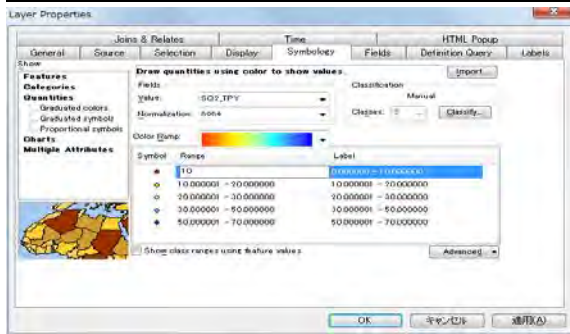 Layer Properties
Joins & Relates Time HTML Popup
General Source Selection Display Symbology Fields Definition Query Labels
Show
Features
Categories
Quantities
Graduated colors
Graduated symbols
Proportional symbols
Charts
Multiple Attributes
Draw quantities using color to show values.
Import...
Fields
Value: SO2_TPY
Normalization: none
Classification
Manual
Classes: 5
Classify...
Color Ramp:
Symbol Range Label
10 0.000000 - 10.000000
10.000001 - 20.000000 10.000001 - 20.000000
20.000001 - 30.000000 20.000001 - 30.000000
30.000001 - 50.000000 30.000001 - 50.000000
50.000001 - 70.000000 50.000001 - 70.000000
Show class ranges using feature values
Advanced
OK キャンセル 適用(A)